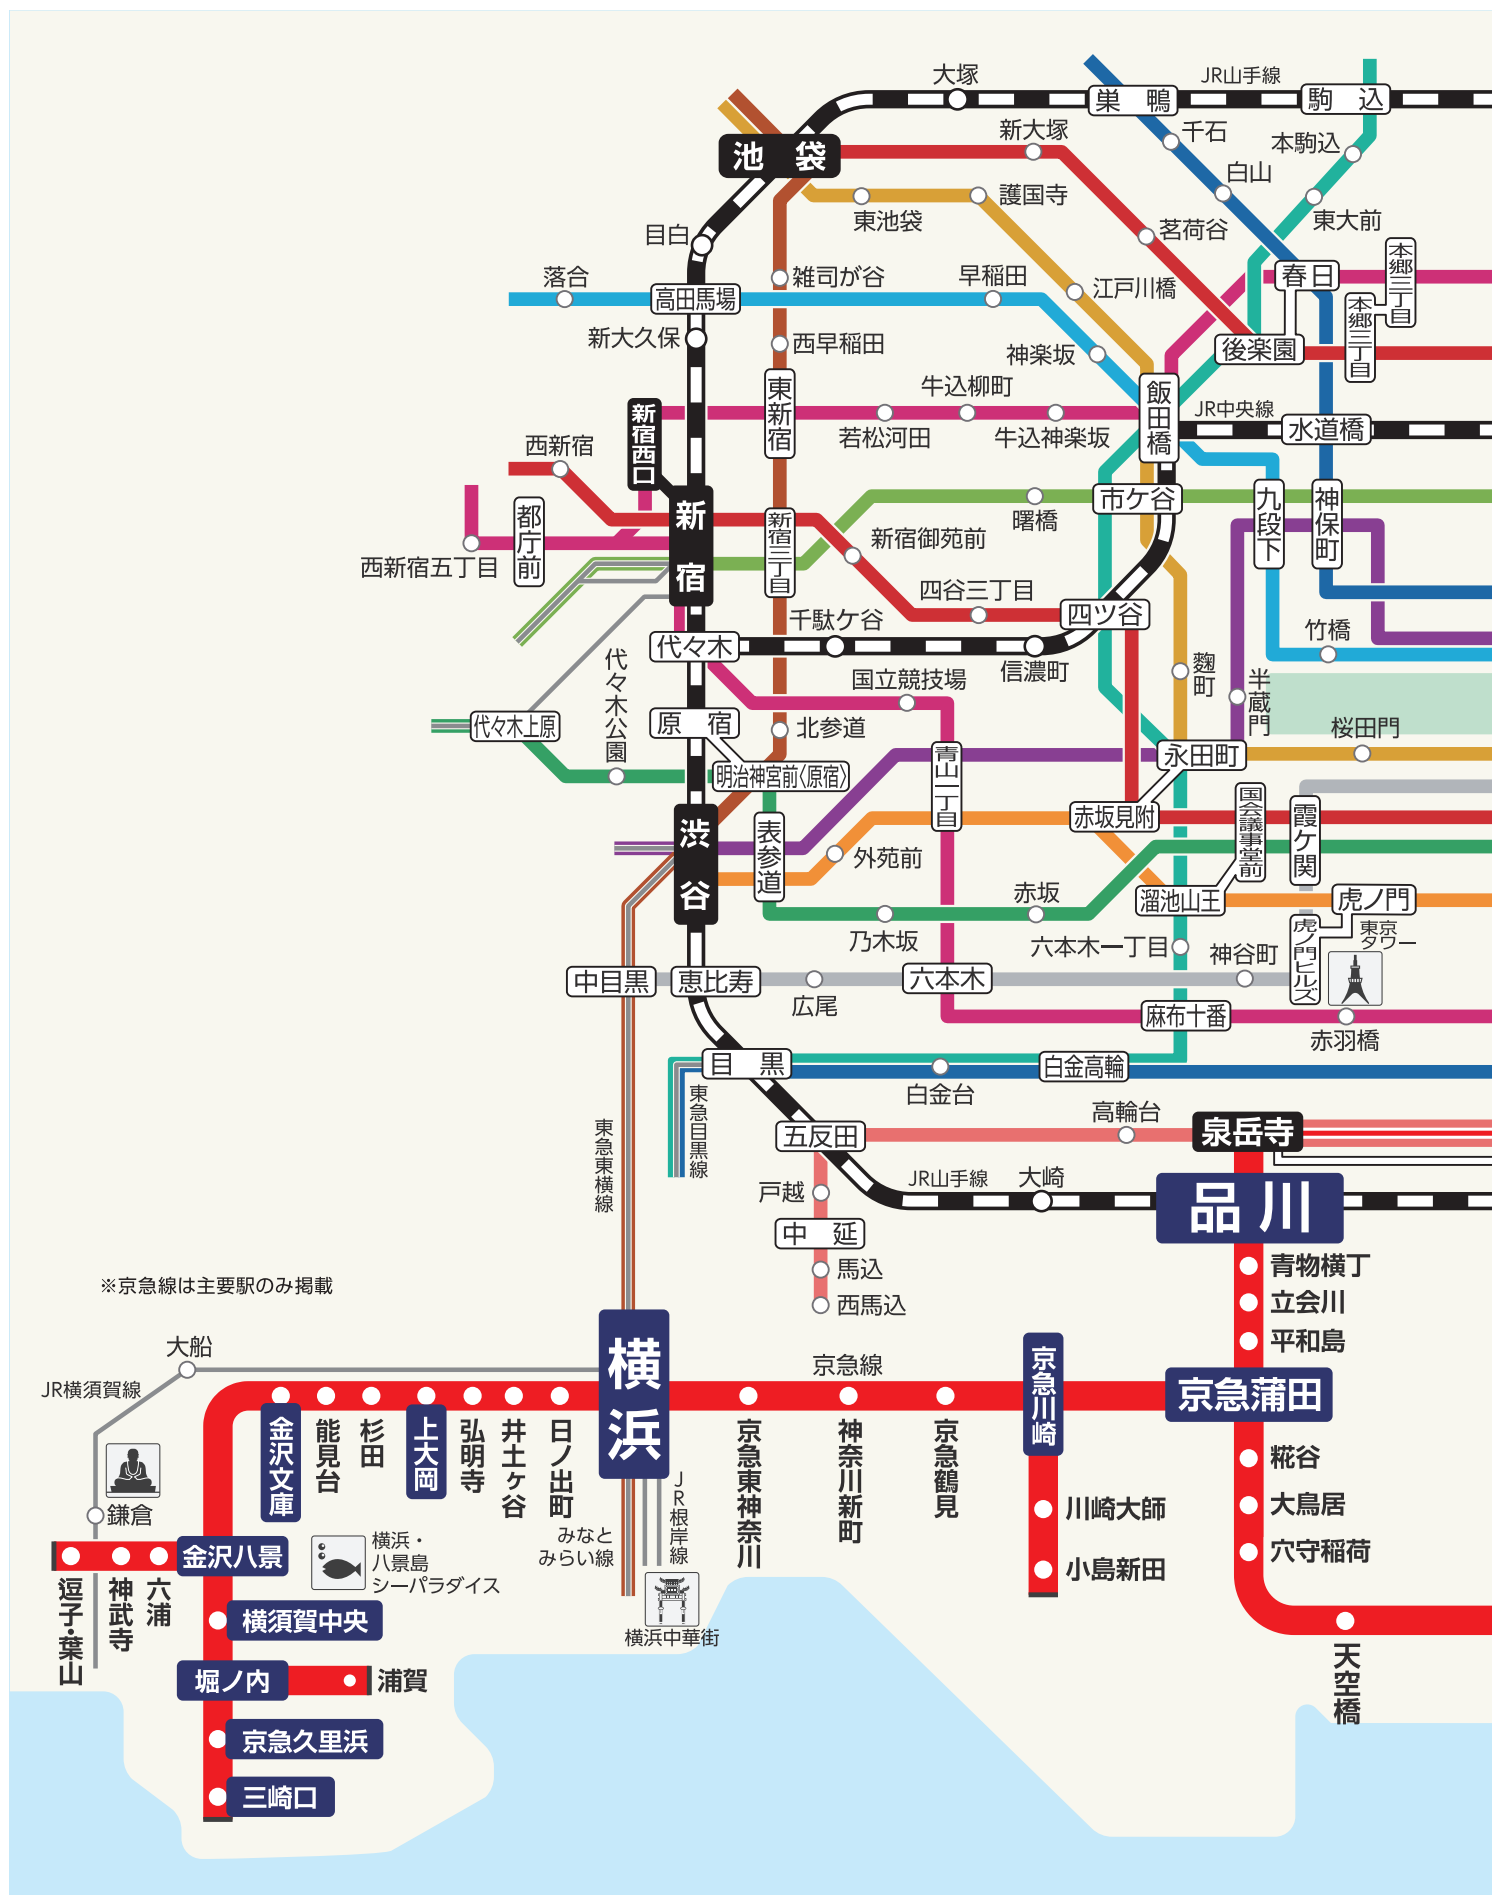 大塚
JR山手線
巣鴨
駒込
千石
新大塚
本駒込
池袋
白山
護国寺
東池袋
茗荷谷
東大前
目白
雑司が谷
早稲田
江戸川橋
春日
本郷三丁目
落合
高田馬場
本郷三丁目
新大久保
西早稲田
神楽坂
後楽園
東新宿
牛込柳町
飯田橋
JR中央線
新宿西口
若松河田
牛込神楽坂
水道橋
西新宿
新宿
都庁前
市ケ谷
九段下
神保町
曙橋
新宿三丁目
新宿御苑前
西新宿五丁目
四谷三丁目
四ツ谷
千駄ケ谷
竹橋
代々木
代々木公園
信濃町
国立競技場
麴町
半蔵門
代々木上原
原宿
北参道
桜田門
明治神宮前〈原宿〉
青山一丁目
永田町
国会議事堂前
霞ケ関
渋谷
表参道
赤坂見附
外苑前
赤坂
溜池山王
虎ノ門
乃木坂
六本木一丁目
神谷町
虎ノ門ヒルズ
東京
タワー
中目黒
恵比寿
広尾
六本木
麻布十番
赤羽橋
目黒
白金高輪
白金台
東急目黒線
東急東横線
五反田
高輪台
泉岳寺
戸越
JR山手線
大崎
品川
中延
馬込
西馬込
青物横丁
立会川
平和島
※京急線は主要駅のみ掲載
大船
横浜
京急線
京急川崎
京急蒲田
JR横須賀線
金沢文庫
能見台
杉田
上大岡
弘明寺
井土ヶ谷
日ノ出町
京急東神奈川
神奈川新町
京急鶴見
糀谷
川崎大師
大鳥居
小島新田
穴守稲荷
天空橋
鎌倉
みなと
みらい線
JR根岸線
横浜中華街
金沢八景
横浜・
八景島
シーパラダイス
逗子・葉山
神武寺
六浦
横須賀中央
堀ノ内
浦賀
京急久里浜
三崎口